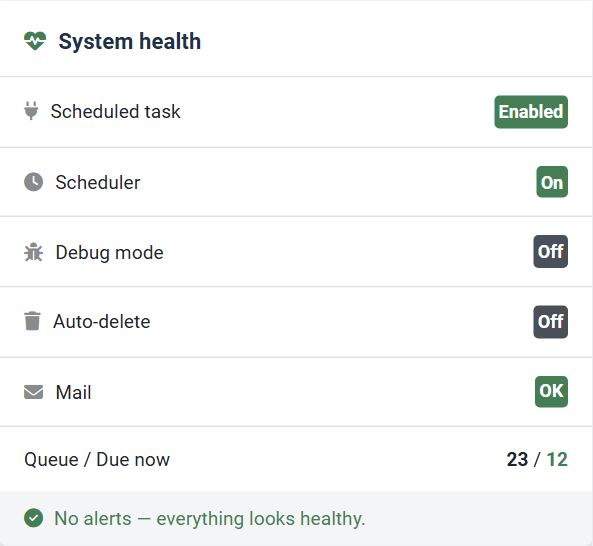 System health
Scheduled task Enabled
Scheduler On
Debug mode Off
Auto-delete Off
Mail OK
Queue / Due now 23 / 12
No alerts — everything looks healthy.